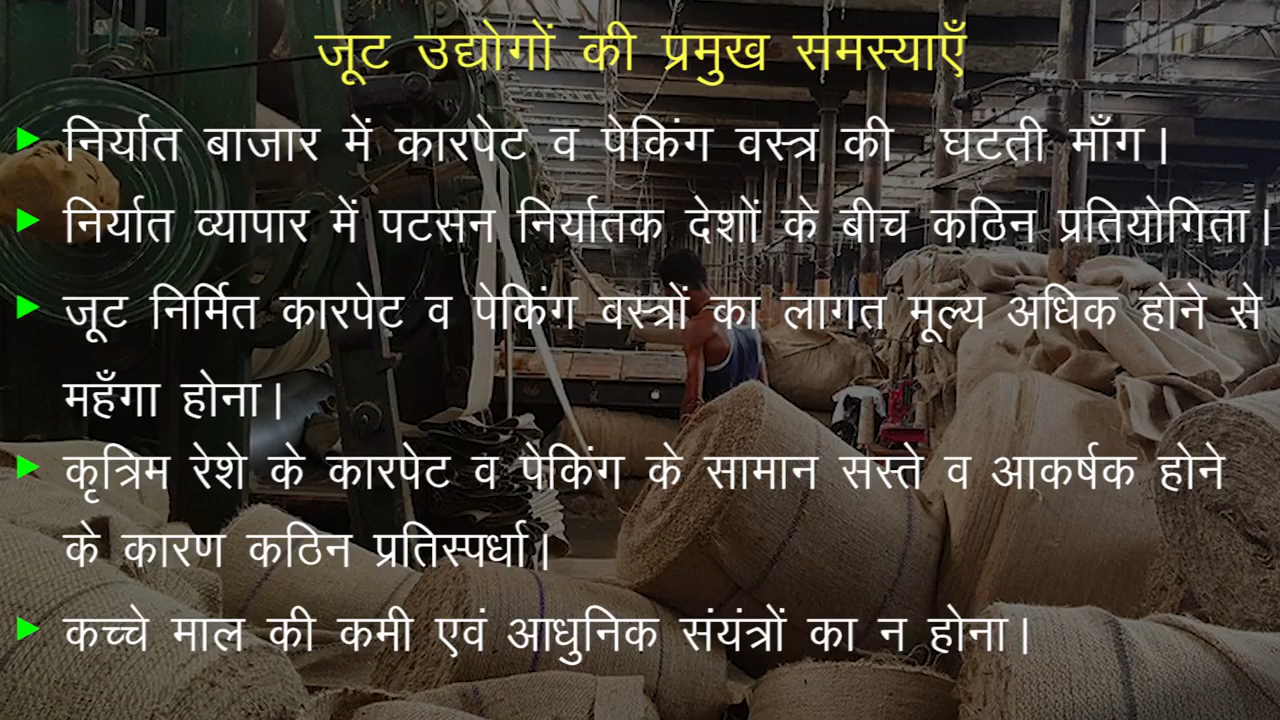 जूट उद्योगों की प्रमुख समस्याएँ
निर्यात बाजार में कारपेट व पेकिंग वस्त्र की घटती माँग।
निर्यात व्यापार में पटसन निर्यातक देशों के बीच कठिन प्रतियोगिता।
जूट निर्मित कारपेट व पेकिंग वस्त्रों का लागत मूल्य अधिक होने से
महँगा होना।
कृत्रिम रेशे के कारपेट व पेकिंग के सामान सस्ते व आकर्षक होने
के कारण कठिन प्रतिस्पर्धा।
कच्चे माल की कमी एवं आधुनिक संयंत्रों का न होना।